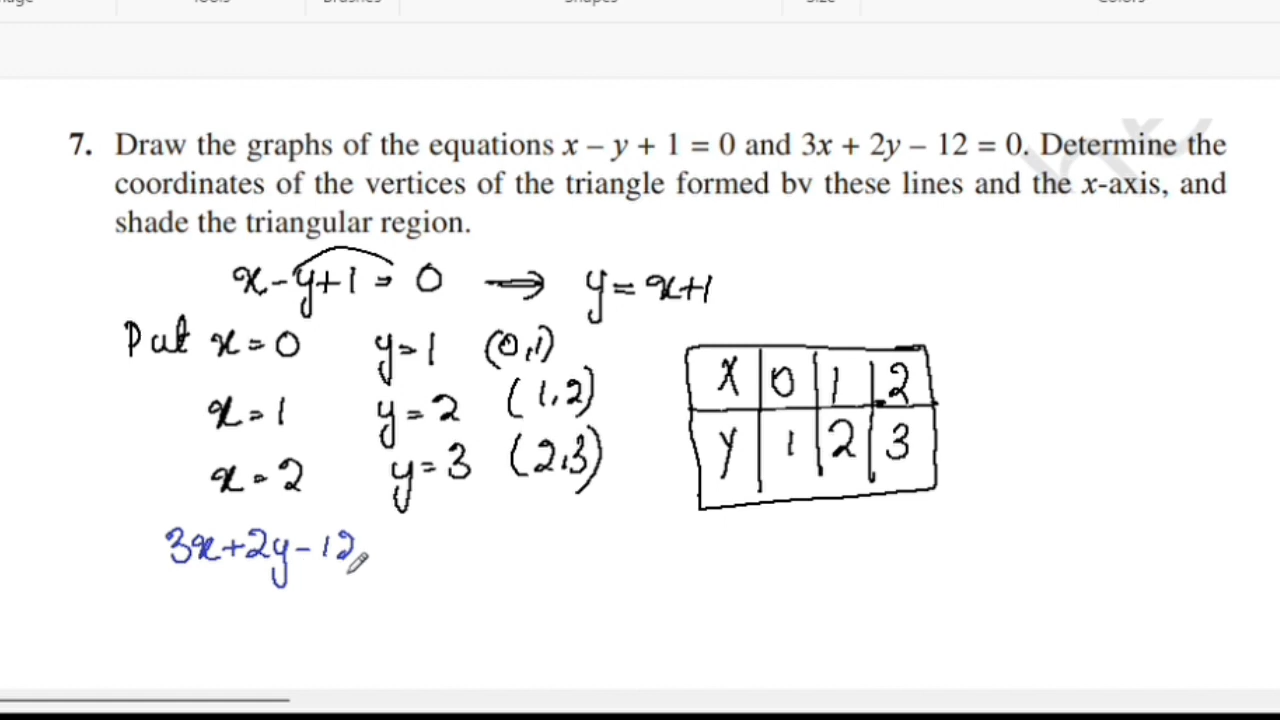 7. Draw the graphs of the equations x – y + 1 = 0 and 3x + 2y – 12 = 0. Determine the
coordinates of the vertices of the triangle formed by these lines and the x-axis, and
shade the triangular region.
x-y+1=0 ⟹ y=x+1
Put x=0 y=1 (0,1)
x=1 y=2 (1,2)
x=2 y=3 (2,3)
X 0 1 2
y 1 2 3
3x+2y-12